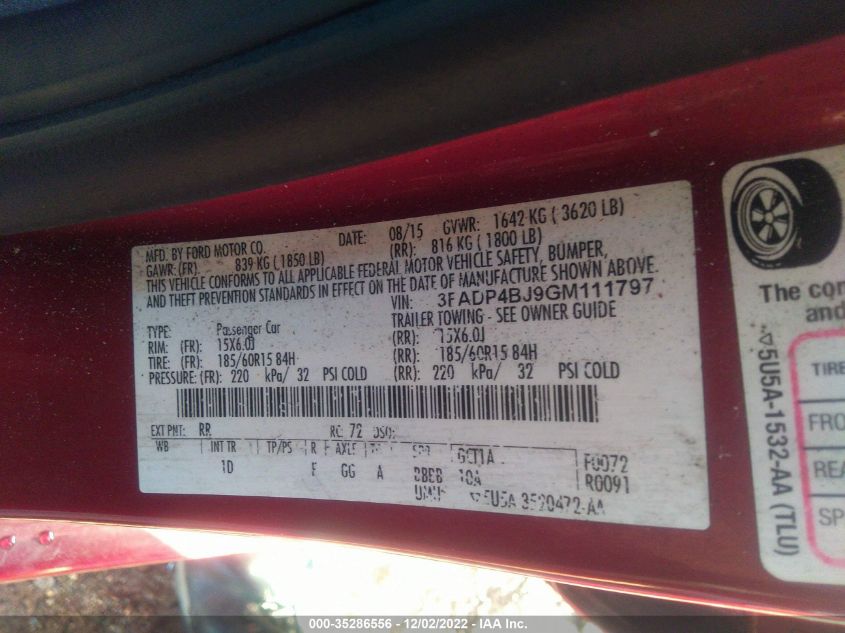 MFD. BY FORD MOTOR CO. DATE: 08/15 GVWR: 1642 KG ( 3620 LB)
GAWR: (FR): 839 KG ( 1850 LB) (RR): 816 KG ( 1800 LB)
THIS VEHICLE CONFORMS TO ALL APPLICABLE FEDERAL MOTOR VEHICLE SAFETY, BUMPER,
AND THEFT PREVENTION STANDARDS IN EFFECT ON THE DATE OF MANUFACTURE SHOWN ABOVE.
VIN: 3FADP4BJ9GM111797
TRAILER TOWING - SEE OWNER GUIDE
TYPE: Passenger Car
RIM: (FR): 15X6.0J (RR): 15X6.0J
TIRE: (FR): 185/60R15 84H (RR): 185/60R15 84H
PRESSURE: (FR): 220 kPa/ 32 PSI COLD (RR): 220 kPa/ 32 PSI COLD
EXT PNT: RR RC: 72 DSO:
WB INT TR TP/PS R AXLE
1D F GG A 10A
F0072
R0091
The
and
TIRE
FRO
REA
SP
5U5A-1532-AA (TLU)
000-35286556 - 12/02/2022 - IAA Inc.